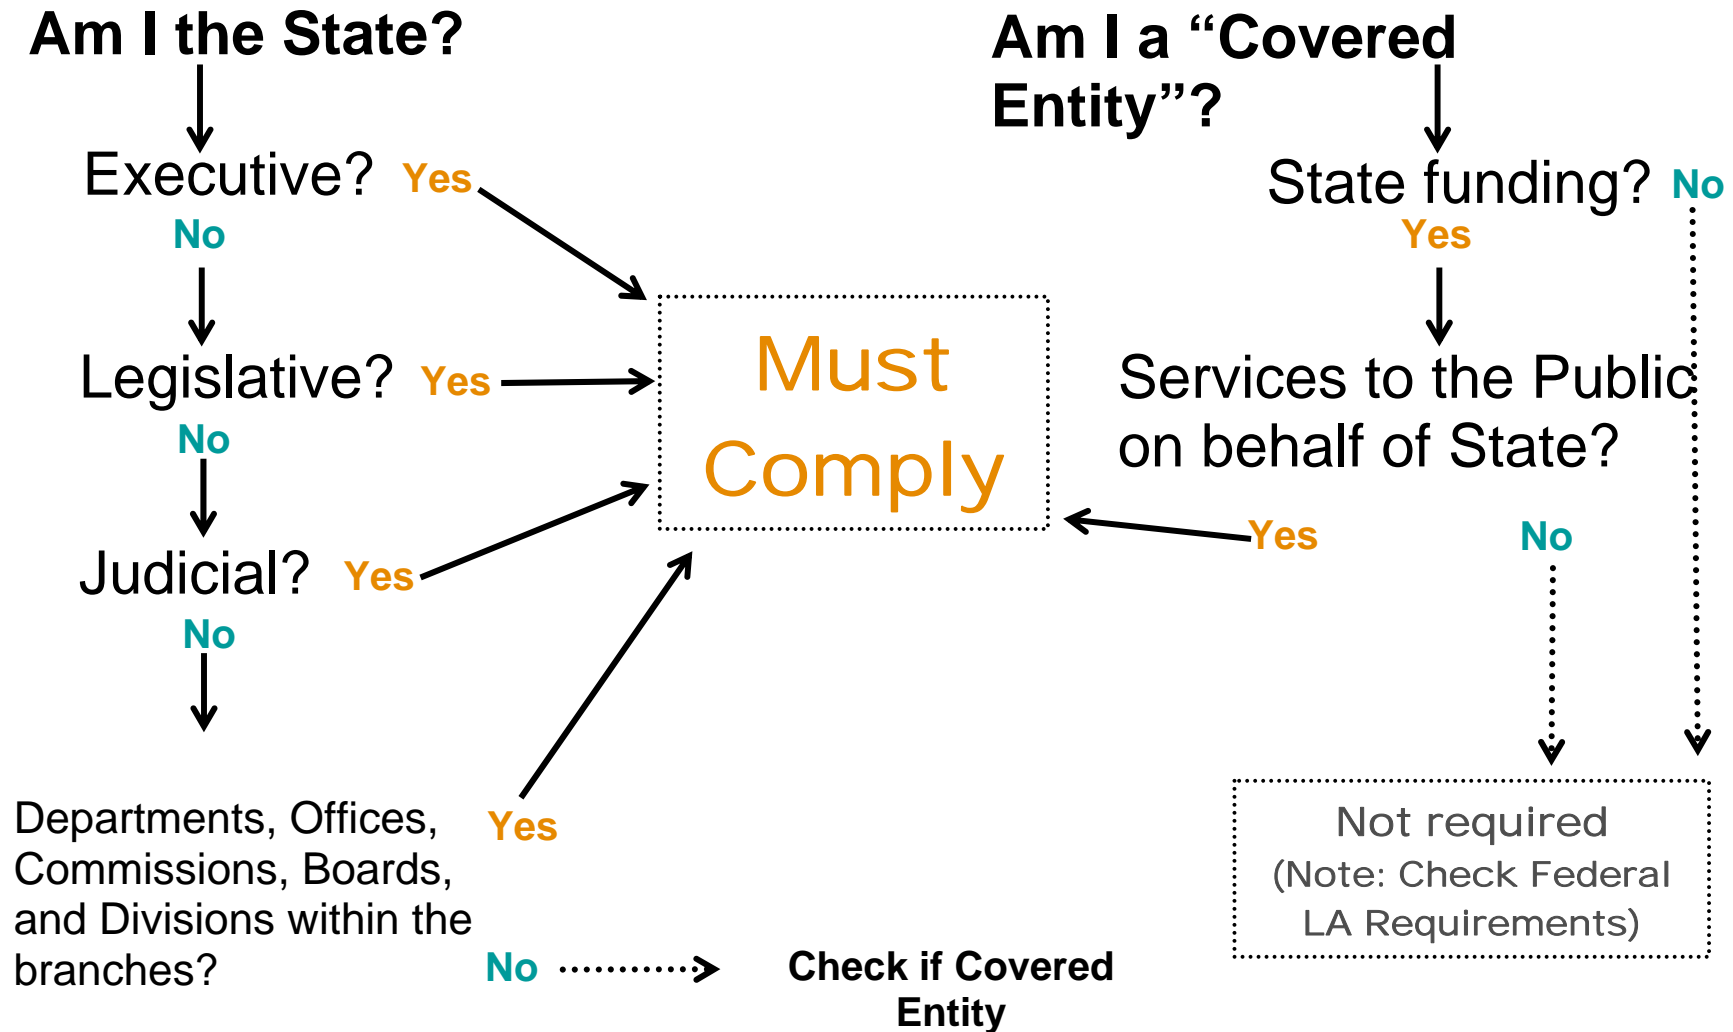 Am I the State?
Executive? Yes
No
Legislative? Yes
No
Judicial? Yes
No
Departments, Offices,
Commissions, Boards,
and Divisions within the
branches?
Yes
No
Check if Covered
Entity
Must
Comply
Am I a “Covered
Entity”?
State funding? No
Yes
Services to the Public
on behalf of State?
Yes No
Not required
(Note: Check Federal
LA Requirements)